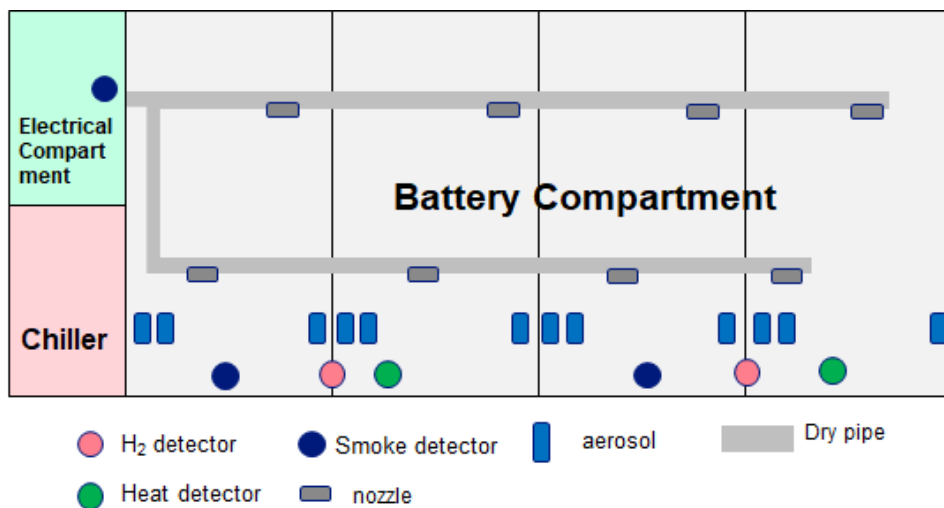 Electrical
Compart
ment
Battery Compartment
Chiller
H₂ detector
Smoke detector
aerosol
Dry pipe
Heat detector
nozzle